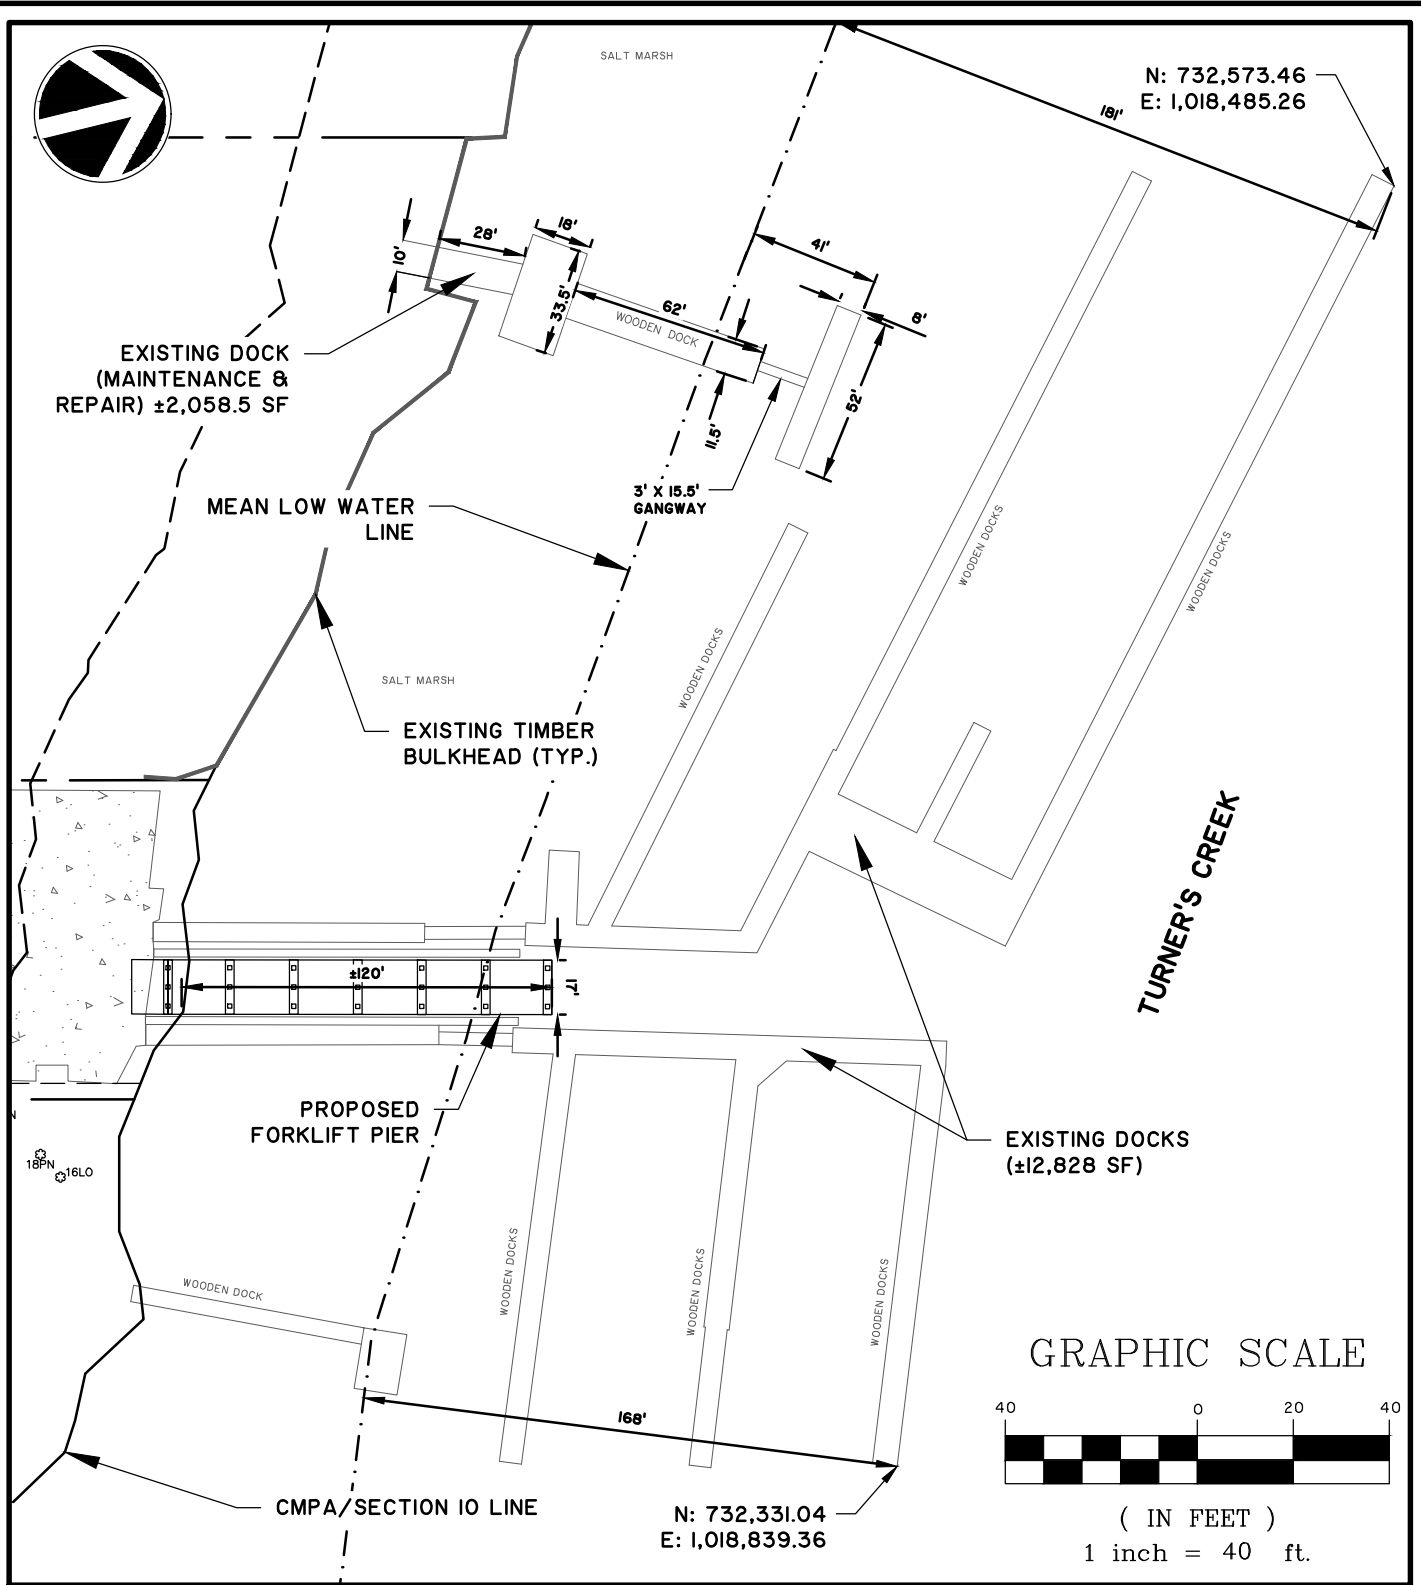 SALT MARSH
N: 732,573.46
E: 1,018,485.26
181'
18'
28'
10'
33.5'
41'
62'
WOODEN DOCK
8'
52'
11.5'
EXISTING DOCK
(MAINTENANCE &
REPAIR) ±2,058.5 SF
3' X 15.5'
GANGWAY
MEAN LOW WATER
LINE
WOODEN DOCKS
WOODEN DOCKS
WOODEN DOCKS
SALT MARSH
EXISTING TIMBER
BULKHEAD (TYP.)
TURNER'S CREEK
±120'
17'
PROPOSED
FORKLIFT PIER
EXISTING DOCKS
(±12,828 SF)
N
18PN
16LO
WOODEN DOCK
WOODEN DOCKS
WOODEN DOCKS
WOODEN DOCKS
168'
CMPA/SECTION 10 LINE
N: 732,331.04
E: 1,018,839.36
GRAPHIC SCALE
40 0 20 40
( IN FEET )
1 inch = 40 ft.